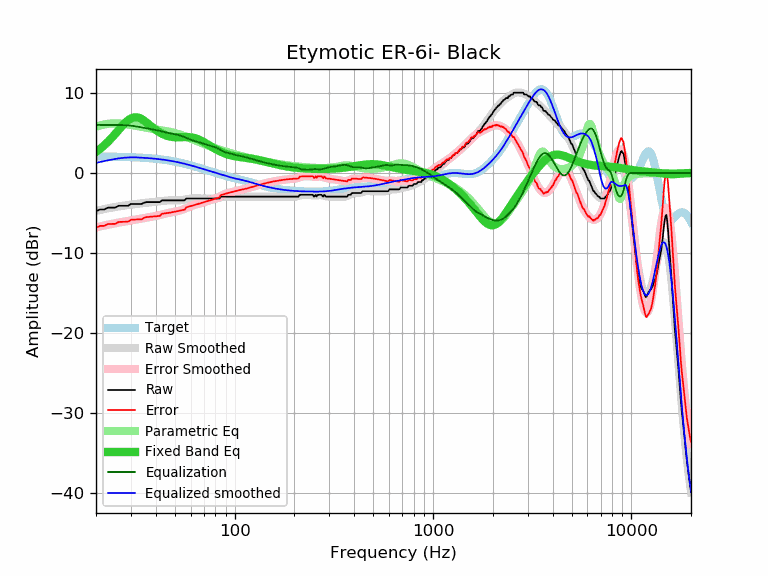 Etymotic ER-6i- Black
Amplitude (dBr)
10
0
−10
−20
−30
−40
Target
Raw Smoothed
Error Smoothed
Raw
Error
Parametric Eq
Fixed Band Eq
Equalization
Equalized smoothed
100 1000 10000
Frequency (Hz)